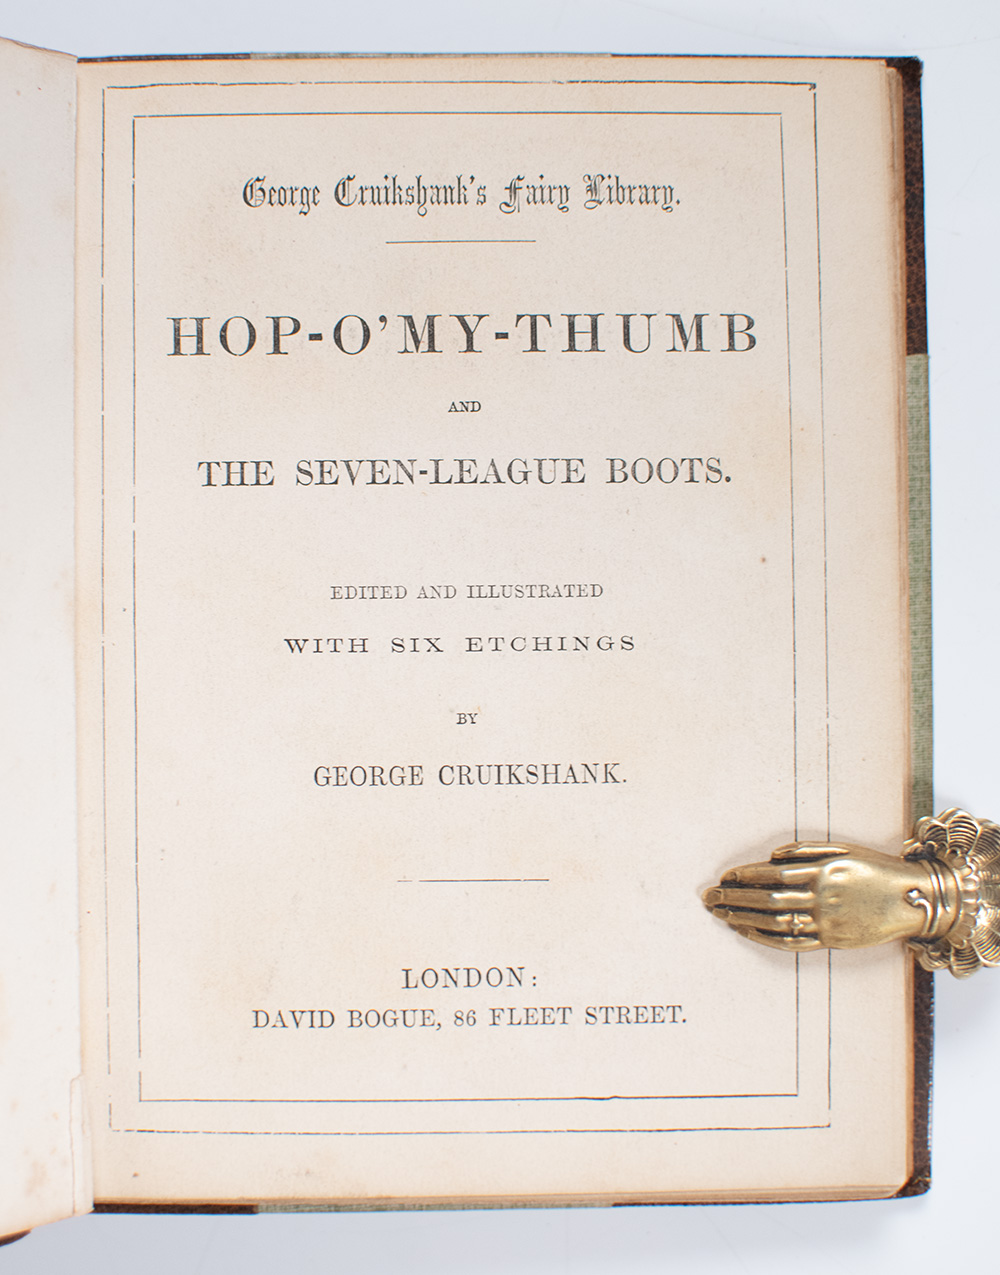 George Cruikshank's Fairy Library.
HOP-O'MY-THUMB
AND
THE SEVEN-LEAGUE BOOTS.
EDITED AND ILLUSTRATED
WITH SIX ETCHINGS
BY
GEORGE CRUIKSHANK.
LONDON:
DAVID BOGUE, 86 FLEET STREET.